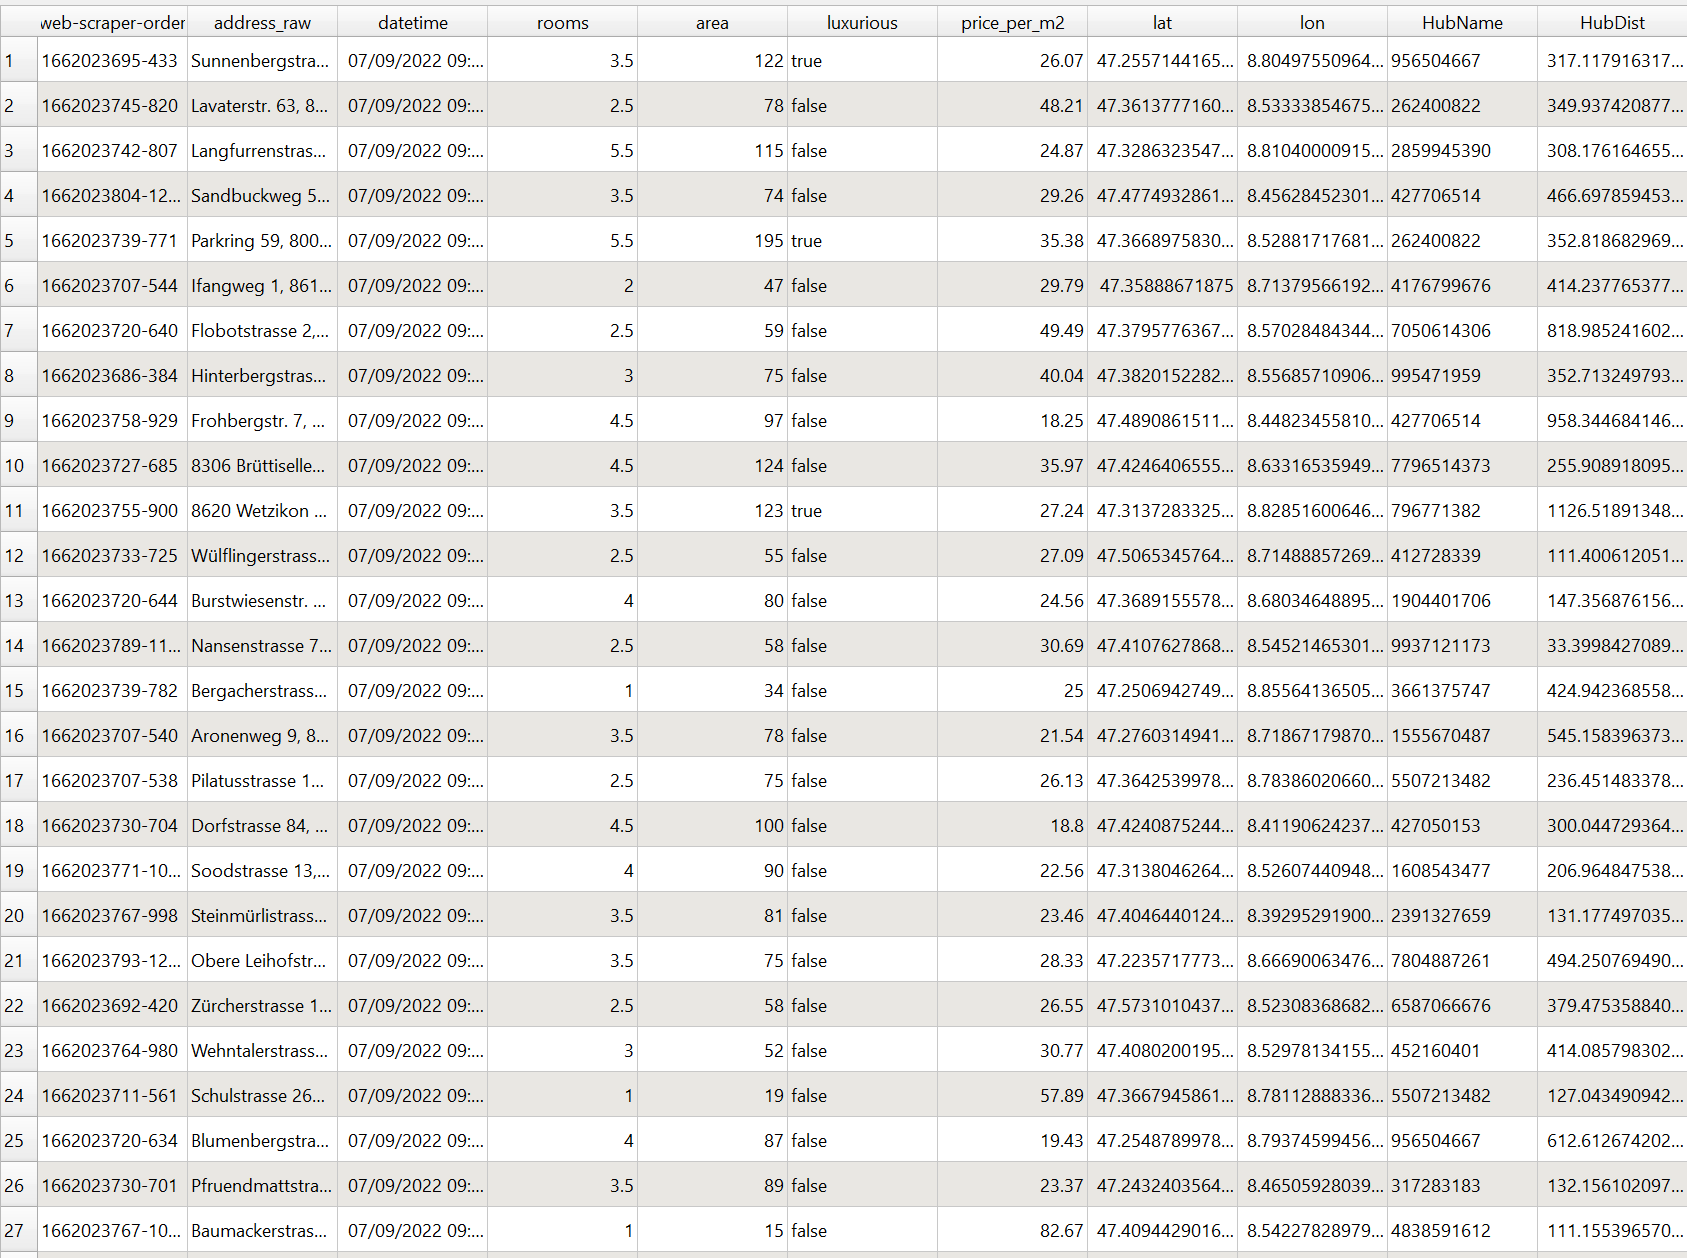 web-scraper-order address_raw datetime rooms area luxurious price_per_m2 lat lon HubName HubDist
1 1662023695-433 Sunnenbergstra... 07/09/2022 09:... 3.5 122 true 26.07 47.2557144165... 8.80497550964... 956504667 317.117916317...
2 1662023745-820 Lavaterstr. 63, 8... 07/09/2022 09:... 2.5 78 false 48.21 47.3613777160... 8.53333854675... 262400822 349.937420877...
3 1662023742-807 Langfurrenstras... 07/09/2022 09:... 5.5 115 false 24.87 47.3286323547... 8.81040000915... 2859945390 308.176164655...
4 1662023804-12... Sandbuckweg 5... 07/09/2022 09:... 3.5 74 false 29.26 47.4774932861... 8.45628452301... 427706514 466.697859453...
5 1662023739-771 Parkring 59, 800... 07/09/2022 09:... 5.5 195 true 35.38 47.3668975830... 8.52881717681... 262400822 352.818682969...
6 1662023707-544 Ifangweg 1, 861... 07/09/2022 09:... 2 47 false 29.79 47.35888671875 8.71379566192... 4176799676 414.237765377...
7 1662023720-640 Flobotstrasse 2,... 07/09/2022 09:... 2.5 59 false 49.49 47.3795776367... 8.57028484344... 7050614306 818.985241602...
8 1662023686-384 Hinterbergstras... 07/09/2022 09:... 3 75 false 40.04 47.3820152282... 8.55685710906... 995471959 352.713249793...
9 1662023758-929 Frohbergstr. 7, ... 07/09/2022 09:... 4.5 97 false 18.25 47.4890861511... 8.44823455810... 427706514 958.344684146...
10 1662023727-685 8306 Brüttiselle... 07/09/2022 09:... 4.5 124 false 35.97 47.4246406555... 8.63316535949... 7796514373 255.908918095...
11 1662023755-900 8620 Wetzikon ... 07/09/2022 09:... 3.5 123 true 27.24 47.3137283325... 8.82851600646... 796771382 1126.51891348...
12 1662023733-725 Wülflingerstrass... 07/09/2022 09:... 2.5 55 false 27.09 47.5065345764... 8.71488857269... 412728339 111.400612051...
13 1662023720-644 Burstwiesenstr. ... 07/09/2022 09:... 4 80 false 24.56 47.3689155578... 8.68034648895... 1904401706 147.356876156...
14 1662023789-11... Nansenstrasse 7... 07/09/2022 09:... 2.5 58 false 30.69 47.4107627868... 8.54521465301... 9937121173 33.3998427089...
15 1662023739-782 Bergacherstrass... 07/09/2022 09:... 1 34 false 25 47.2506942749... 8.85564136505... 3661375747 424.942368558...
16 1662023707-540 Aronenweg 9, 8... 07/09/2022 09:... 3.5 78 false 21.54 47.2760314941... 8.71867179870... 1555670487 545.158396373...
17 1662023707-538 Pilatusstrasse 1... 07/09/2022 09:... 2.5 75 false 26.13 47.3642539978... 8.78386020660... 5507213482 236.451483378...
18 1662023730-704 Dorfstrasse 84, ... 07/09/2022 09:... 4.5 100 false 18.8 47.4240875244... 8.41190624237... 427050153 300.044729364...
19 1662023771-10... Soodstrasse 13,... 07/09/2022 09:... 4 90 false 22.56 47.3138046264... 8.52607440948... 1608543477 206.964847538...
20 1662023767-998 Steinmürlistrass... 07/09/2022 09:... 3.5 81 false 23.46 47.4046440124... 8.39295291900... 2391327659 131.177497035...
21 1662023793-12... Obere Leihofstr... 07/09/2022 09:... 3.5 75 false 28.33 47.2235717773... 8.66690063476... 7804887261 494.250769490...
22 1662023692-420 Zürcherstrasse 1... 07/09/2022 09:... 2.5 58 false 26.55 47.5731010437... 8.52308368682... 6587066676 379.475358840...
23 1662023764-980 Wehntalerstrass... 07/09/2022 09:... 3 52 false 30.77 47.4080200195... 8.52978134155... 452160401 414.085798302...
24 1662023711-561 Schulstrasse 26... 07/09/2022 09:... 1 19 false 57.89 47.3667945861... 8.78112888336... 5507213482 127.043490942...
25 1662023720-634 Blumenbergstra... 07/09/2022 09:... 4 87 false 19.43 47.2548789978... 8.79374599456... 956504667 612.612674202...
26 1662023730-701 Pfruendmattstra... 07/09/2022 09:... 3.5 89 false 23.37 47.2432403564... 8.46505928039... 317283183 132.156102097...
27 1662023767-10... Baumackerstras... 07/09/2022 09:... 1 15 false 82.67 47.4094429016... 8.54227828979... 4838591612 111.155396570...